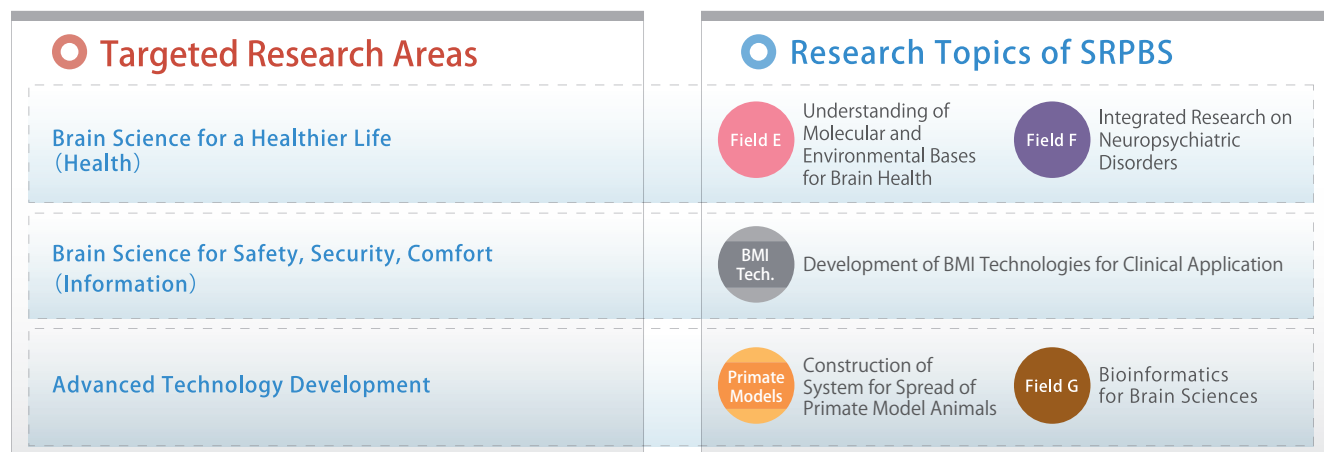 Targeted Research Areas
Research Topics of SRPBS
Brain Science for a Healthier Life
（Health）
Field E
Understanding of
Molecular and
Environmental Bases
for Brain Health
Field F
Integrated Research on
Neuropsychiatric
Disorders
Brain Science for Safety, Security, Comfort
（Information）
BMI
Tech.
Development of BMI Technologies for Clinical Application
Advanced Technology Development
Primate
Models
Construction of
System for Spread of
Primate Model Animals
Field G
Bioinformatics
for Brain Sciences